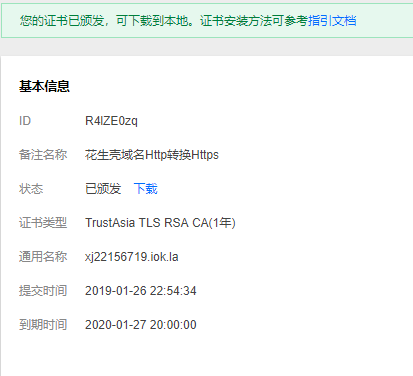 您的证书已颁发，可下载到本地。证书安装方法可参考指引文档
基本信息
ID R4lZE0zq
备注名称 花生壳域名Http转换Https
状态 已颁发 下载
证书类型 TrustAsia TLS RSA CA(1年)
通用名称 xj22156719.iok.la
提交时间 2019-01-26 22:54:34
到期时间 2020-01-27 20:00:00